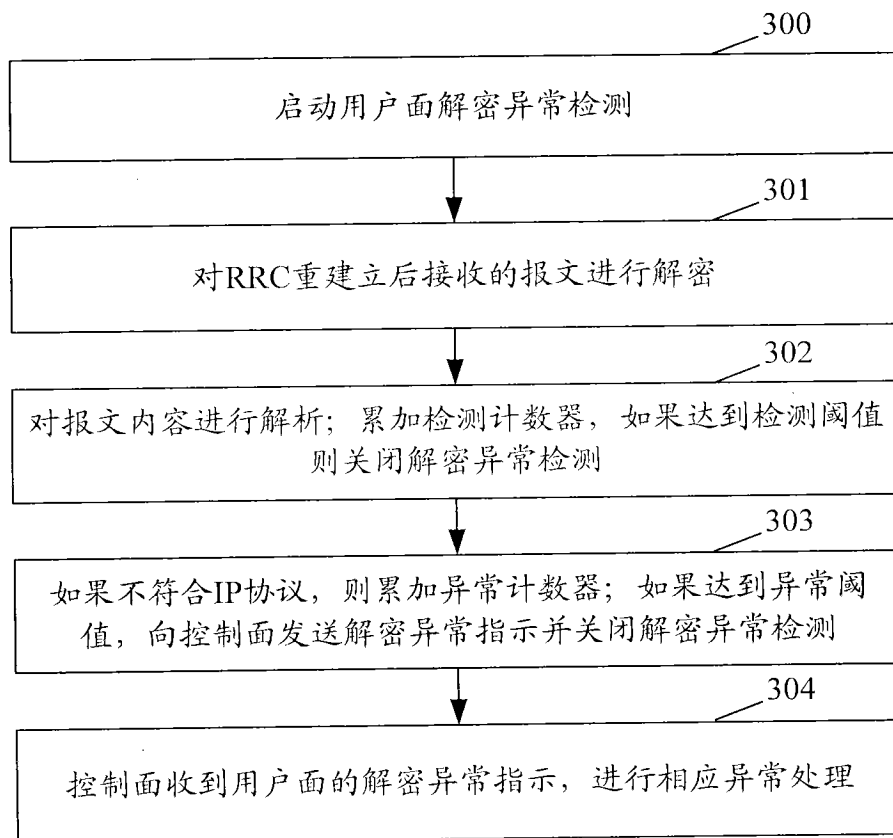 300
启动用户面解密异常检测
301
对RRC重建立后接收的报文进行解密
302
对报文内容进行解析；累加检测计数器，如果达到检测阈值
则关闭解密异常检测
303
如果不符合IP协议，则累加异常计数器；如果达到异常阈
值，向控制面发送解密异常指示并关闭解密异常检测
304
控制面收到用户面的解密异常指示，进行相应异常处理